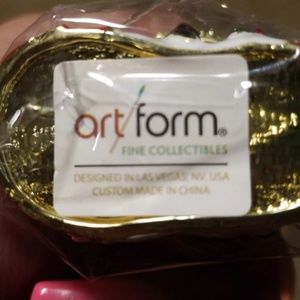 art/form®
FINE COLLECTIBLES
DESIGNED IN LAS VEGAS, NV, USA
CUSTOM MADE IN CHINA